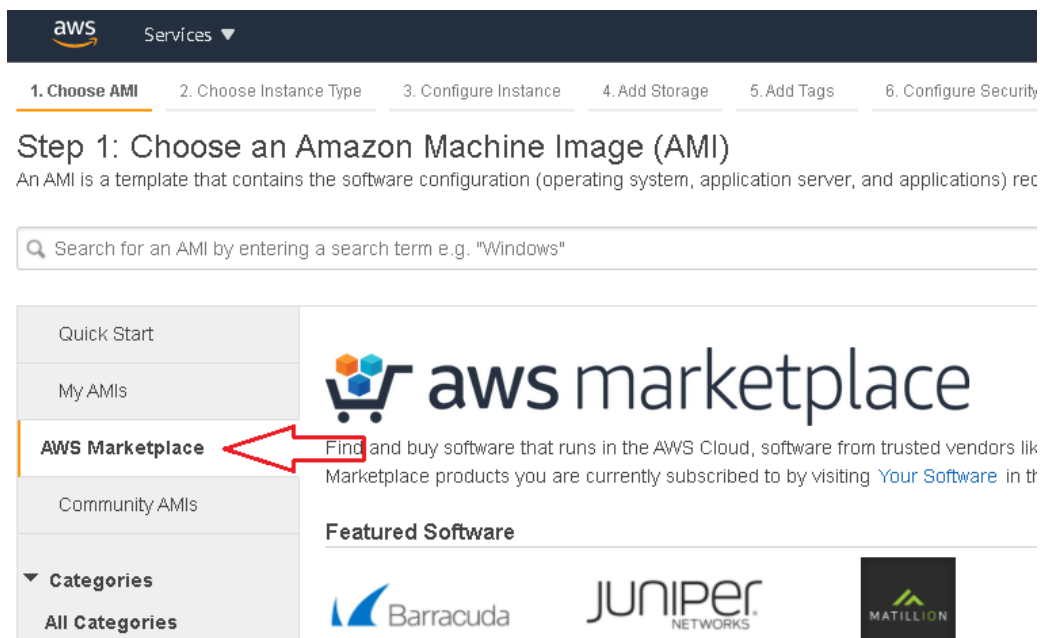 aws Services ▼
1. Choose AMI 2. Choose Instance Type 3. Configure Instance 4. Add Storage 5. Add Tags 6. Configure Security
Step 1: Choose an Amazon Machine Image (AMI)
An AMI is a template that contains the software configuration (operating system, application server, and applications)
Search for an AMI by entering a search term e.g. "Windows"
Quick Start
My AMIs
AWS Marketplace
Community AMIs
Categories
All Categories
aws marketplace
Find and buy software that runs in the AWS Cloud, software from trusted vendors
Marketplace products you are currently subscribed to by visiting Your Software in
Featured Software
Barracuda
JUNIPEr
NETWORKS
MATILLION